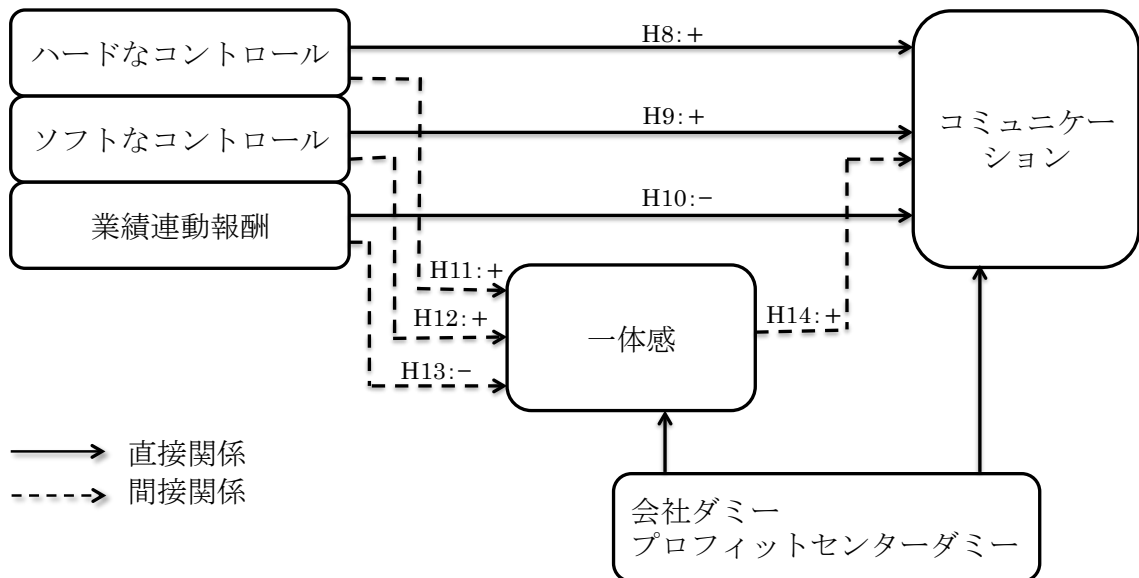 ハードなコントロール
H8:+
ソフトなコントロール
H9:+
コミュニケー
ション
業績連動報酬
H10:−
H11:+
H12:+
H13:−
一体感
H14:+
直接関係
間接関係
会社ダミー
プロフィットセンターダミー